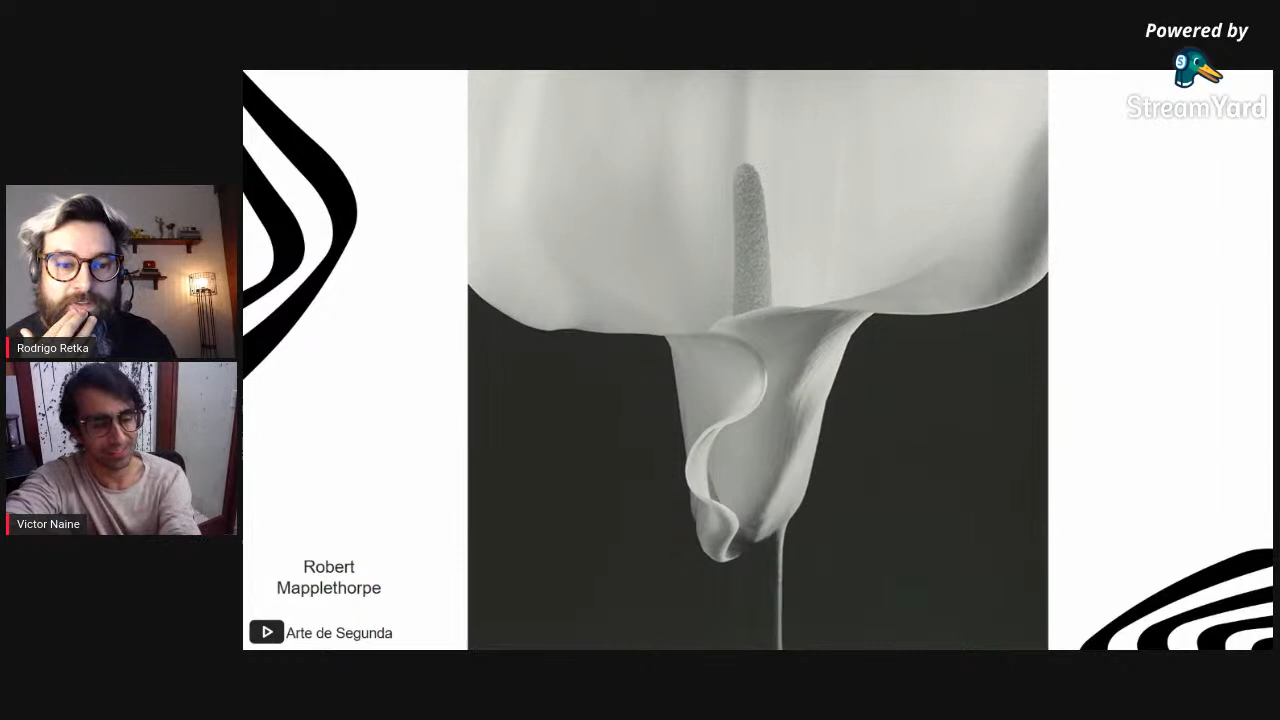 Powered by
S
StreamYard
Rodrigo Retka
Victor Naine
Robert
Mapplethorpe
Arte de Segunda